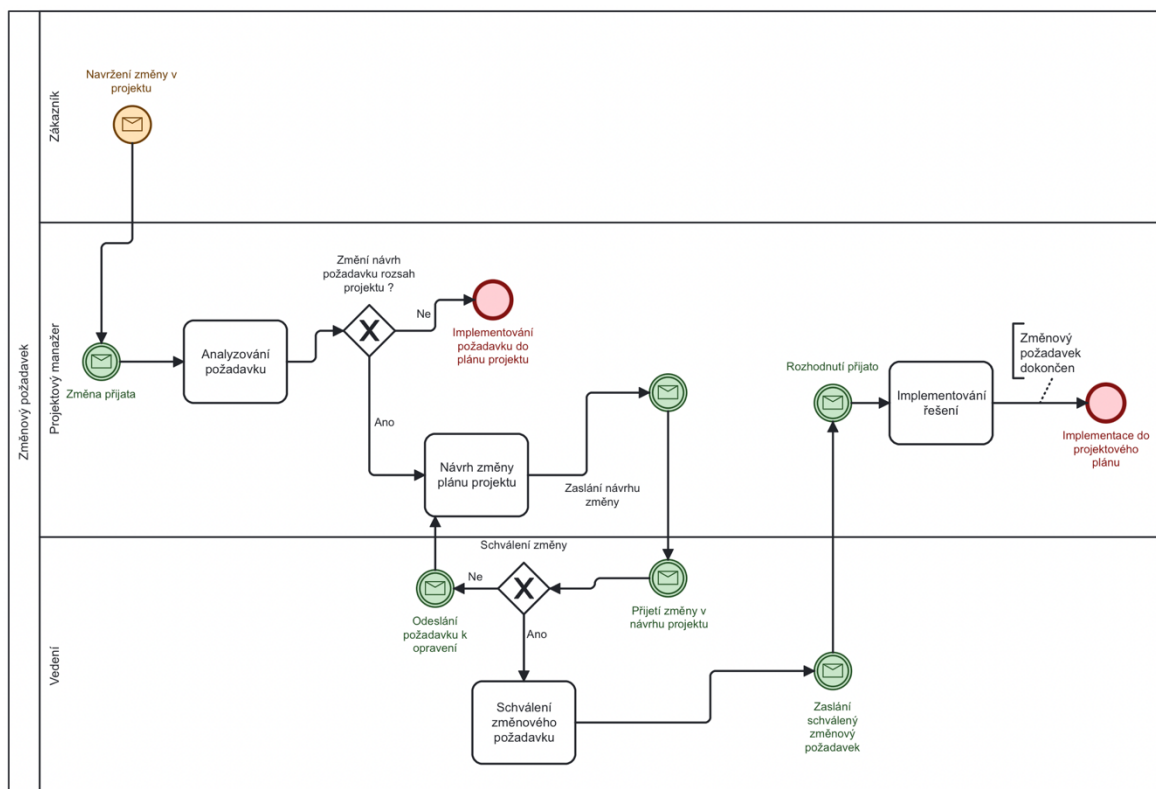 Změnový požadavek
Zákazník
Navržení změny v
projektu
Projektový manažer
Změna přijata
Analyzování
požadavku
Změní návrh
požadavku rozsah
projektu ?
Ne
Implementování
požadavku do
plánu projektu
Ano
Návrh změny
plánu projektu
Zaslání návrhu
změny
Rozhodnutí přijato
Implementování
řešení
Změnový
požadavek
dokončen
Implementace do
projektového
plánu
Vedení
Schválení změny
Ne
Odeslání
požadavku k
opravení
Ano
Přijetí změny v
návrhu projektu
Schválení
změnového
požadavku
Zaslání
schválený
změnový
požadavek